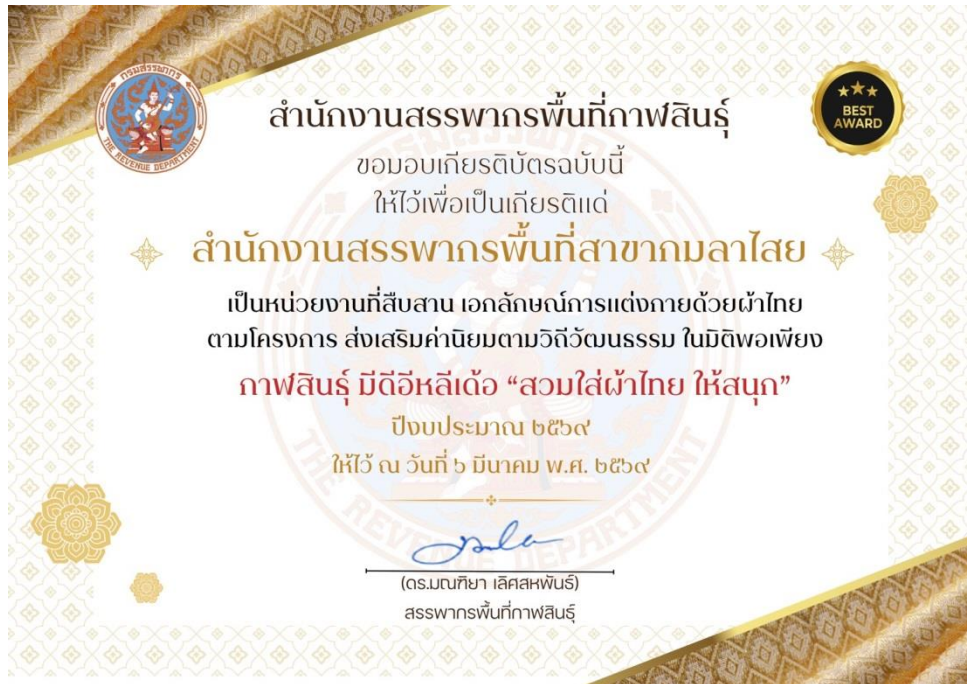 กรมสรรพากร
THE REVENUE DEPARTMENT
BEST
AWARD
สำนักงานสรรพากรพื้นที่กาฬสินธุ์
ขอมอบเกียรติบัตรฉบับนี้
ให้ไว้เพื่อเป็นเกียรติแด่
สำนักงานสรรพากรพื้นที่สาขากมลาไสย
เป็นหน่วยงานที่สืบสาน เอกลักษณ์การแต่งกายด้วยผ้าไทย
ตามโครงการ ส่งเสริมค่านิยมตามวิถีวัฒนธรรม ในมิติพอเพียง
กาฬสินธุ์ มีดีอีหลีเด้อ “สวมใส่ผ้าไทย ให้สนุก”
ปีงบประมาณ ๒๕๖๙
ให้ไว้ ณ วันที่ ๖ มีนาคม พ.ศ. ๒๕๖๙
กรมสรรพากร
THE REVENUE DEPARTMENT
(ดร.มณฑิยา เลิศสหพันธ์)
สรรพากรพื้นที่กาฬสินธุ์